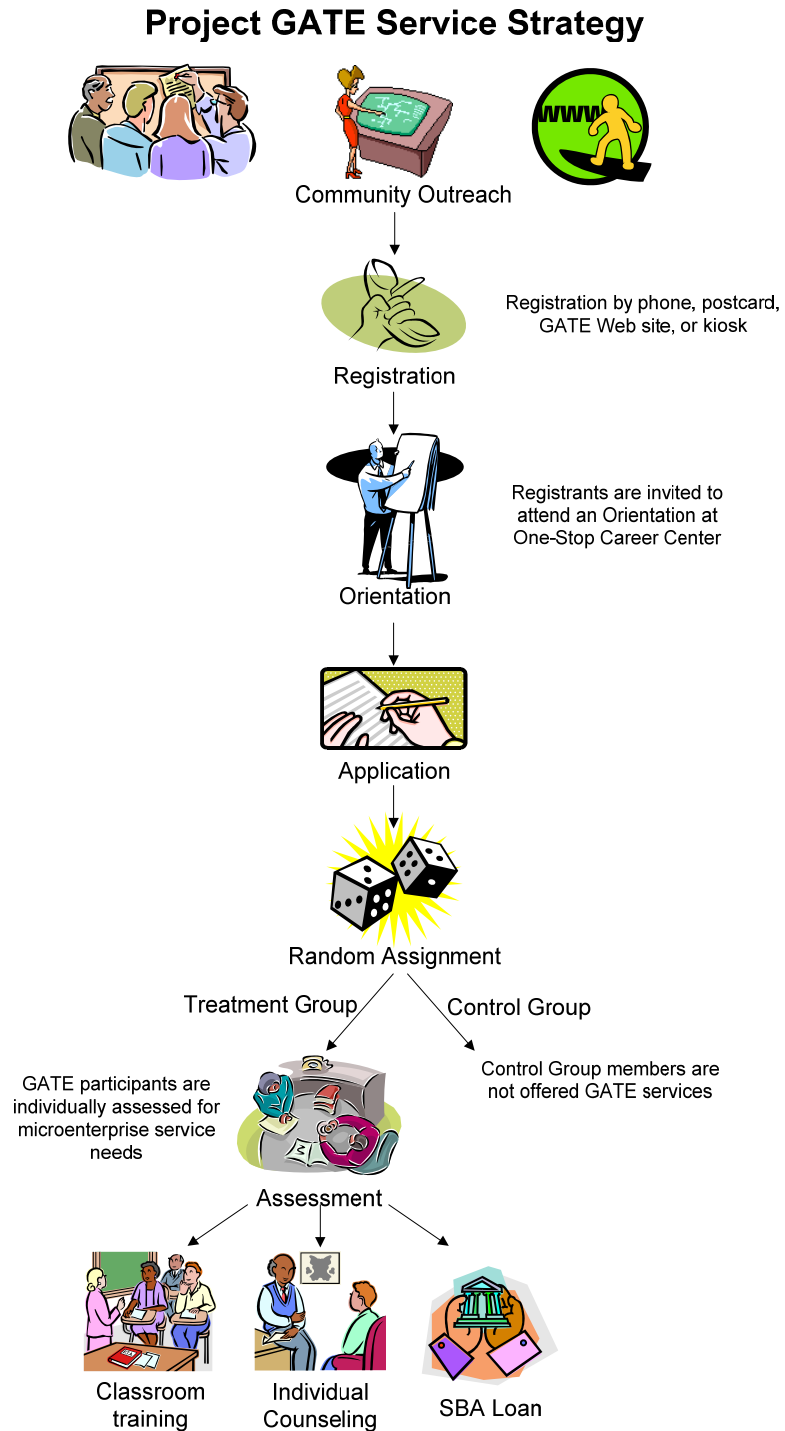 Project GATE Service Strategy
www
Community Outreach
Registration by phone, postcard,
GATE Web site, or kiosk
Registration
Registrants are invited to
attend an Orientation at
One-Stop Career Center
Orientation
Application
Random Assignment
Treatment Group
Control Group
GATE participants are
individually assessed for
microenterprise service
needs
Control Group members are
not offered GATE services
Assessment
Classroom
training
Individual
Counseling
SBA Loan